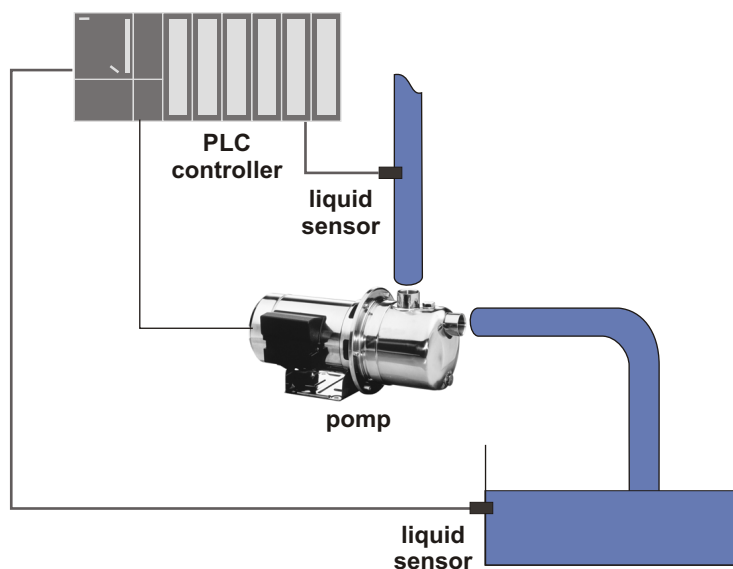 PLC
controller
liquid
sensor
pomp
liquid
sensor